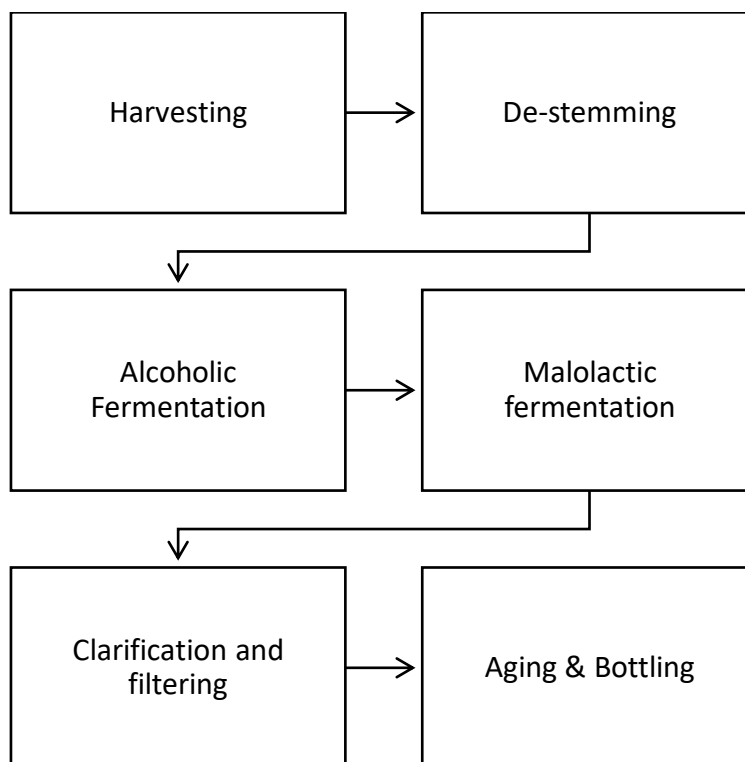 Harvesting
De-stemming
Alcoholic
Fermentation
Malolactic
fermentation
Clarification and
filtering
Aging & Bottling